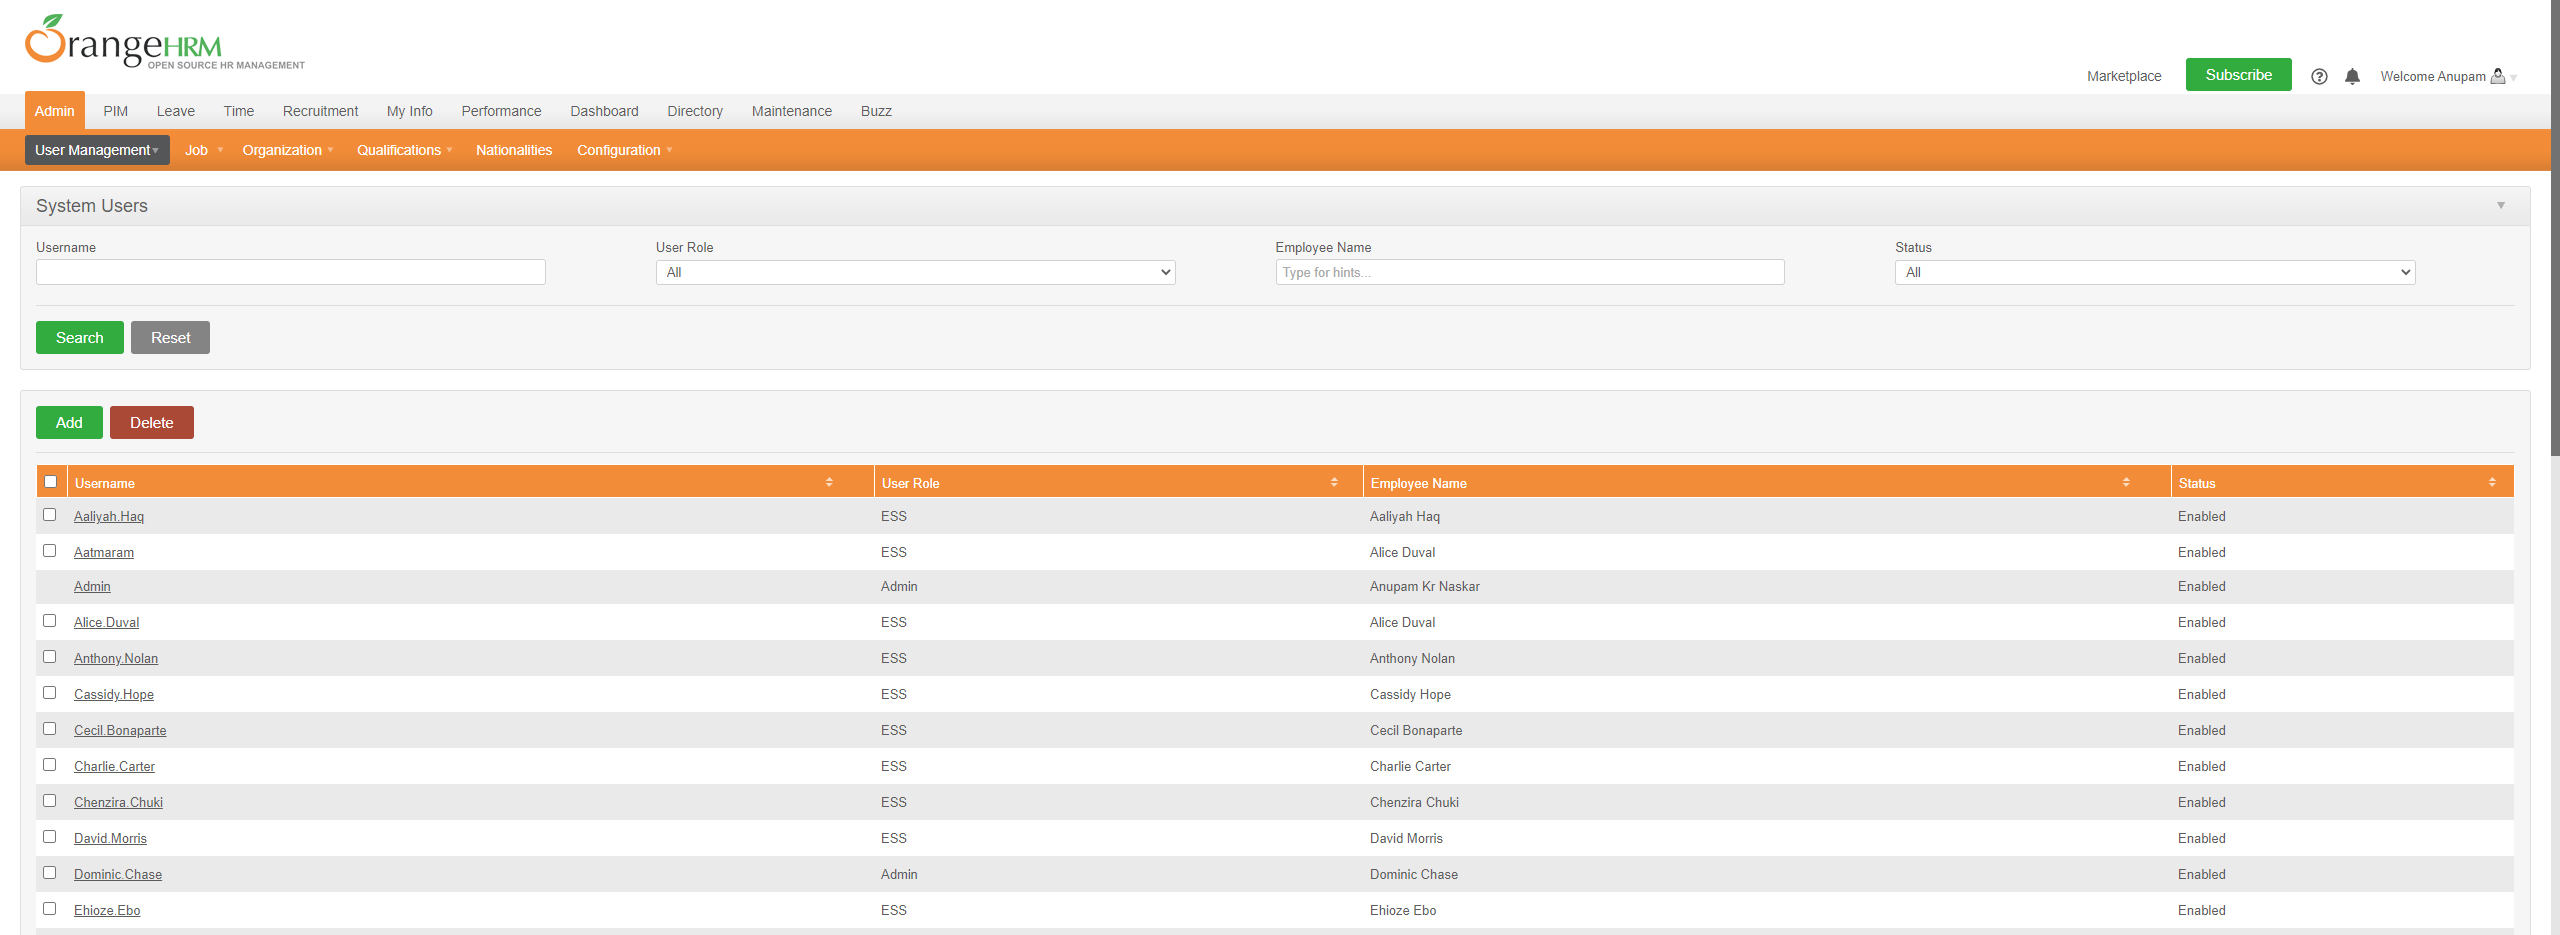 OrangeHRM
OPEN SOURCE HR MANAGEMENT
Marketplace Subscribe Welcome Anupam
Admin PIM Leave Time Recruitment My Info Performance Dashboard Directory Maintenance Buzz
User Management Job Organization Qualifications Nationalities Configuration
System Users
Username User Role Employee Name Status
All Type for hints... All
Search Reset
Add Delete
Username User Role Employee Name Status
Aaliyah.Haq ESS Aaliyah Haq Enabled
Aatmaram ESS Alice Duval Enabled
Admin Admin Anupam Kr Naskar Enabled
Alice.Duval ESS Alice Duval Enabled
Anthony.Nolan ESS Anthony Nolan Enabled
Cassidy.Hope ESS Cassidy Hope Enabled
Cecil.Bonaparte ESS Cecil Bonaparte Enabled
Charlie.Carter ESS Charlie Carter Enabled
Chenzira.Chuki ESS Chenzira Chuki Enabled
David.Morris ESS David Morris Enabled
Dominic.Chase Admin Dominic Chase Enabled
Ehioze.Ebo ESS Ehioze Ebo Enabled